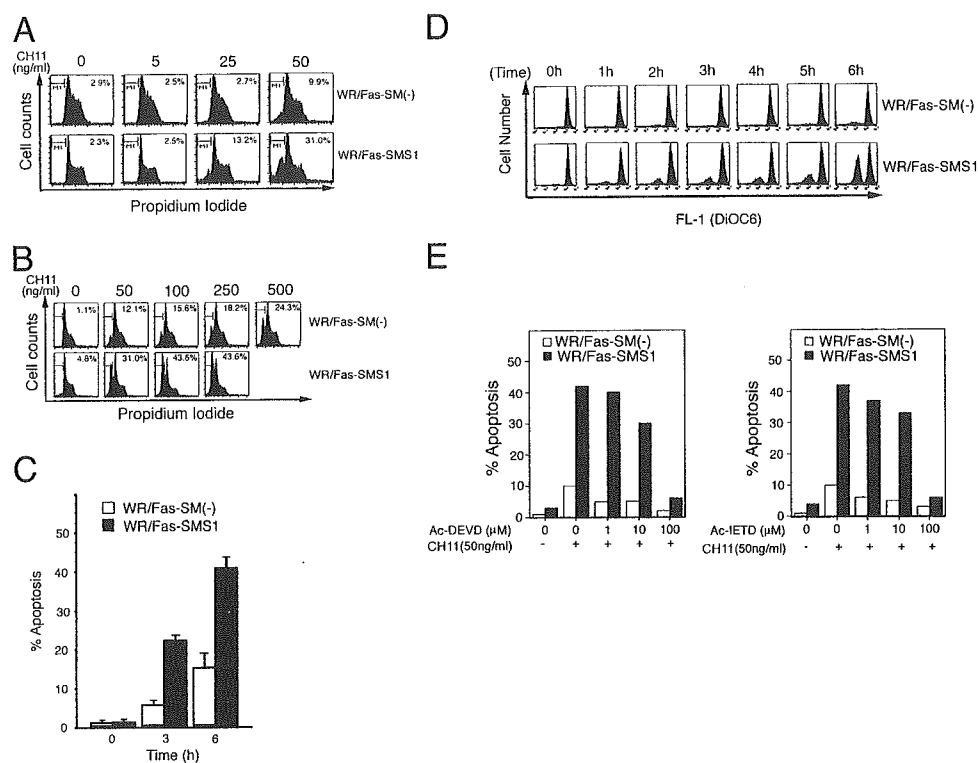 A
CH11
(ng/ml)
0 5 25 50
M1 2.9% 2.5% 2.7% 9.9%
WR/Fas-SM(-)
M1 2.3% M1 2.5% M1 13.2% M1 31.0%
WR/Fas-SMS1
Cell counts
Propidium Iodide
B
CH11
(ng/ml)
0 50 100 250 500
1.1% 12.1% 15.6% 18.2% 24.3%
WR/Fas-SM(-)
4.8% 31.0% 43.5% 43.6%
WR/Fas-SMS1
Cell counts
Propidium Iodide
C
WR/Fas-SM(-)
WR/Fas-SMS1
% Apoptosis
50
40
30
20
10
0
0 3 6
Time (h)
D
(Time) 0h 1h 2h 3h 4h 5h 6h
WR/Fas-SM(-)
WR/Fas-SMS1
Cell Number
FL-1 (DiOC6)
E
WR/Fas-SM(-)
WR/Fas-SMS1
% Apoptosis
50
40
30
20
10
0
0 0 1 10 100
Ac-DEVD (μM)
CH11(50ng/ml) - + + + +
WR/Fas-SM(-)
WR/Fas-SMS1
% Apoptosis
50
40
30
20
10
0
0 0 1 10 100
Ac-IETD (μM)
CH11(50ng/ml) - + + + +